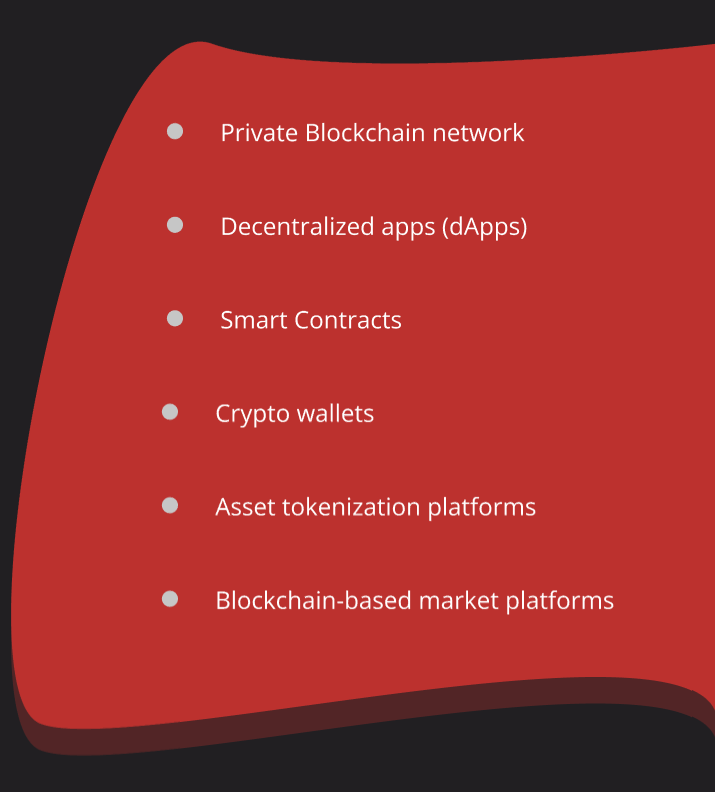 Private Blockchain network
Decentralized apps (dApps)
Smart Contracts
Crypto wallets
Asset tokenization platforms
Blockchain-based market platforms